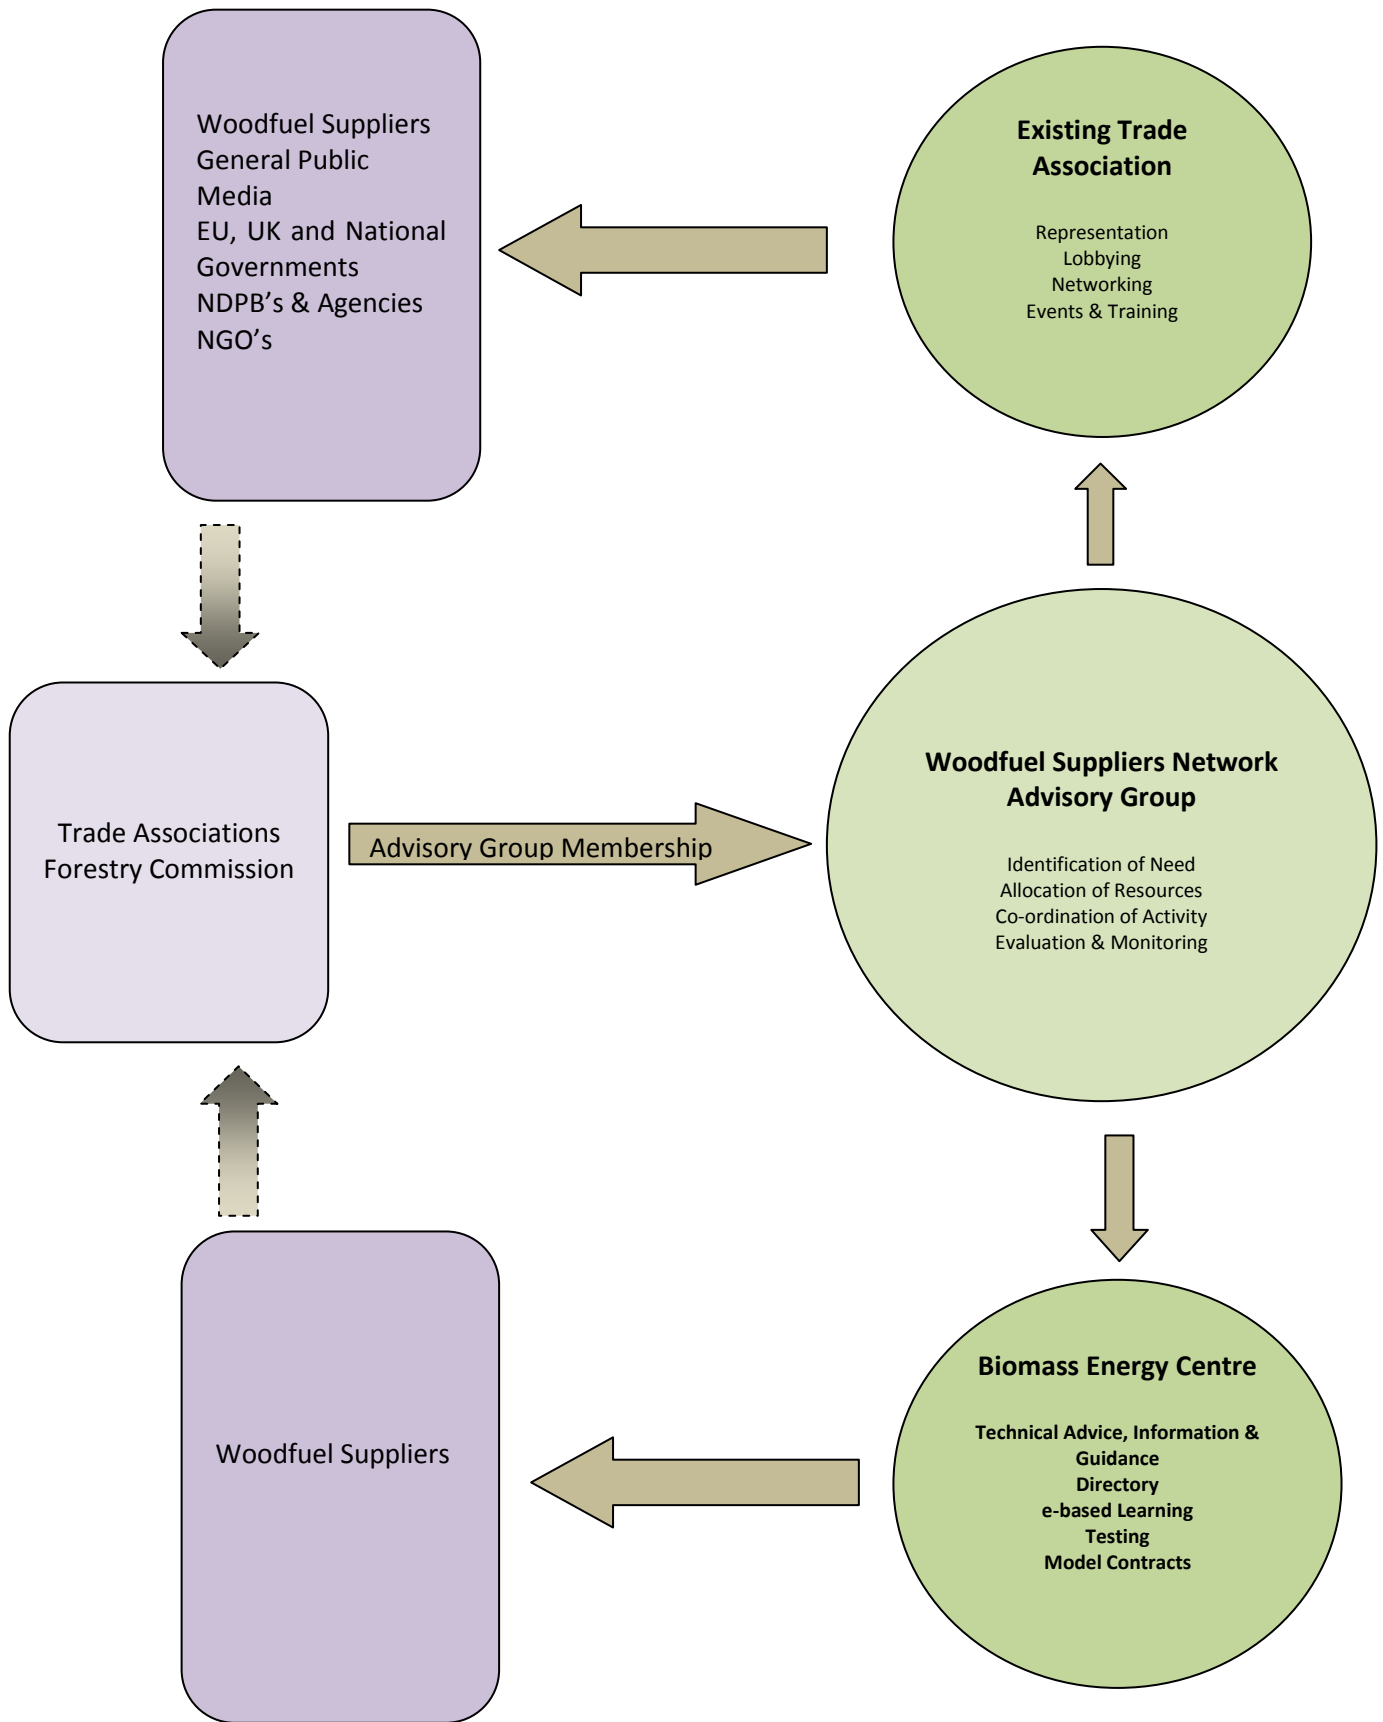 Woodfuel Suppliers
General Public
Media
EU, UK and National
Governments
NDPB’s & Agencies
NGO’s
Existing Trade
Association
Representation
Lobbying
Networking
Events & Training
Trade Associations
Forestry Commission
Advisory Group Membership
Woodfuel Suppliers Network
Advisory Group
Identification of Need
Allocation of Resources
Co-ordination of Activity
Evaluation & Monitoring
Woodfuel Suppliers
Biomass Energy Centre
Technical Advice, Information &
Guidance
Directory
e-based Learning
Testing
Model Contracts